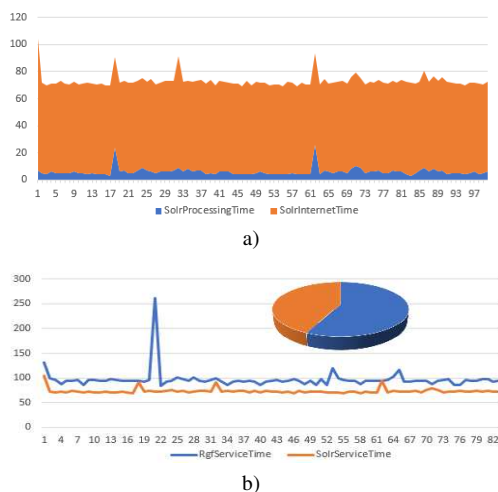 120
100
80
60
40
20
0
1 5 9 13 17 21 25 29 33 37 41 45 49 53 57 61 65 69 73 77 81 85 89 93 97
SolrProcessingTime SolrInternetTime
a)
300
250
200
150
100
50
0
1 4 7 10 13 16 19 22 25 28 31 34 37 40 43 46 49 52 55 58 61 64 67 70 73 76 79 82
RgfServiceTime SolrServiceTime
b)